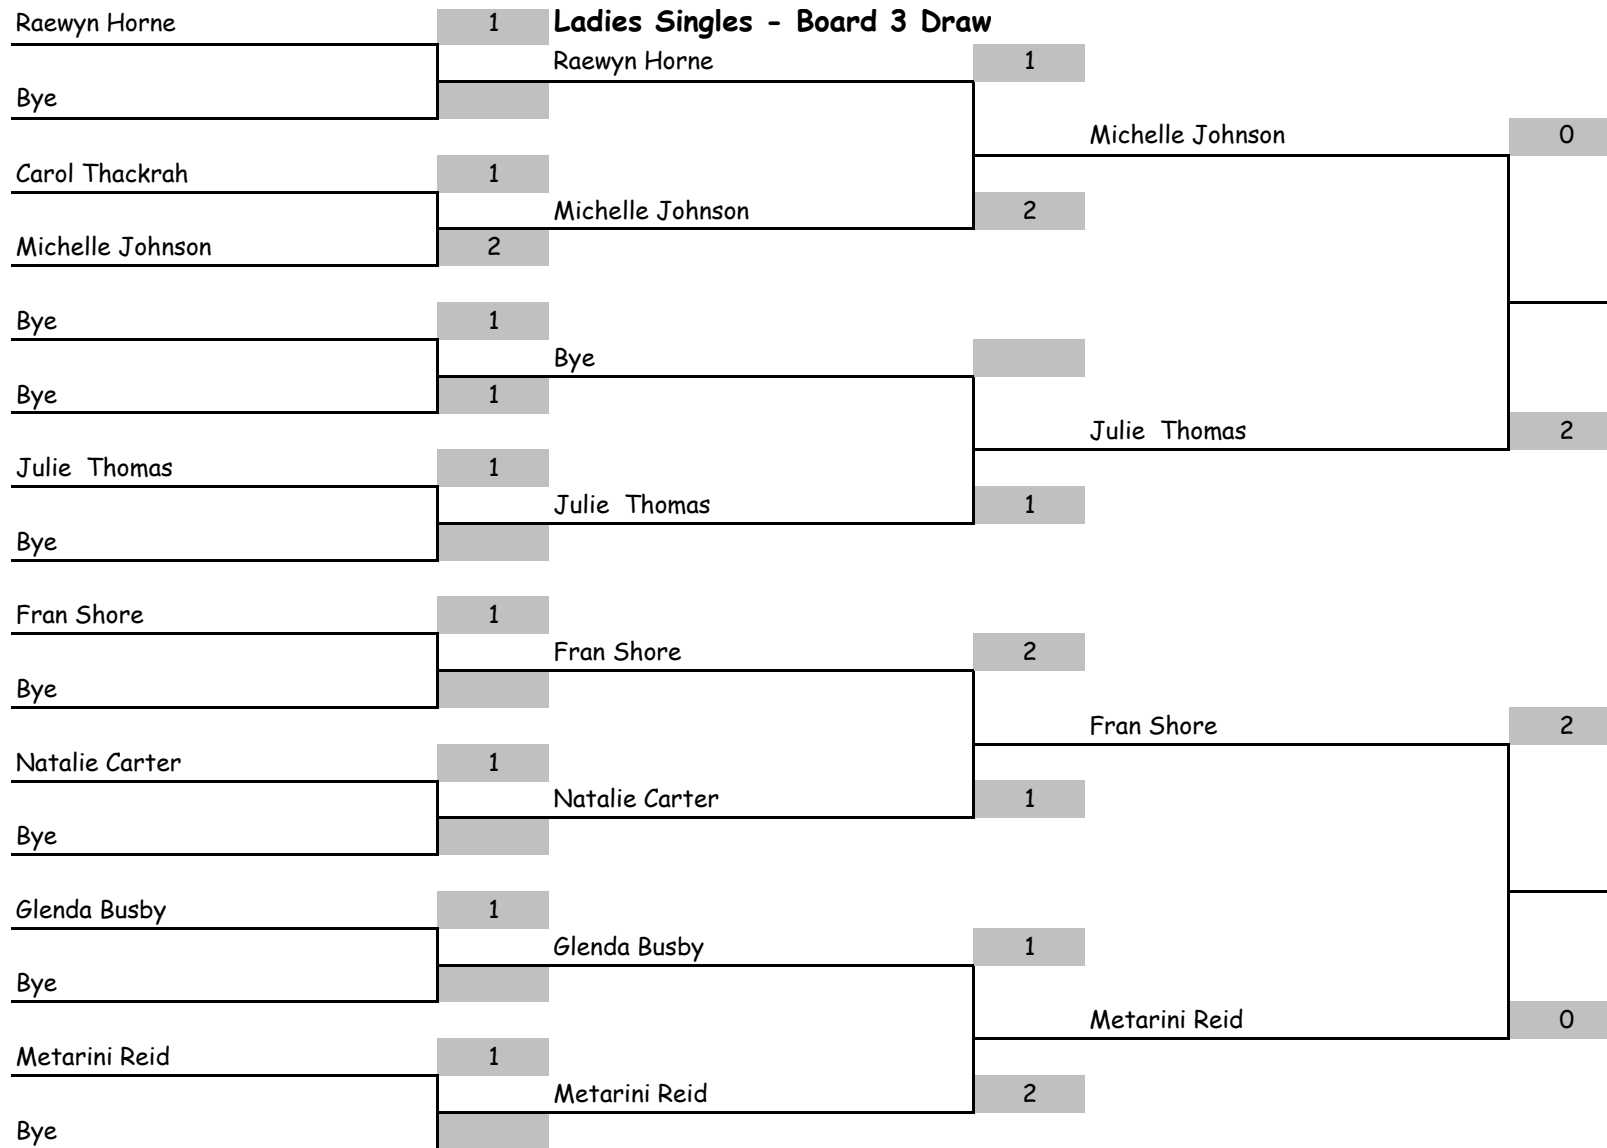 Raewyn Horne 1 Ladies Singles - Board 3 Draw
Raewyn Horne 1
Bye
Michelle Johnson 0
Carol Thackrah 1
Michelle Johnson 2
Michelle Johnson 2
Bye 1
Bye
Bye 1
Julie Thomas 2
Julie Thomas 1
Julie Thomas 1
Bye
Fran Shore 1
Fran Shore 2
Bye
Fran Shore 2
Natalie Carter 1
Natalie Carter 1
Bye
Glenda Busby 1
Glenda Busby 1
Bye
Metarini Reid 0
Metarini Reid 1
Metarini Reid 2
Bye